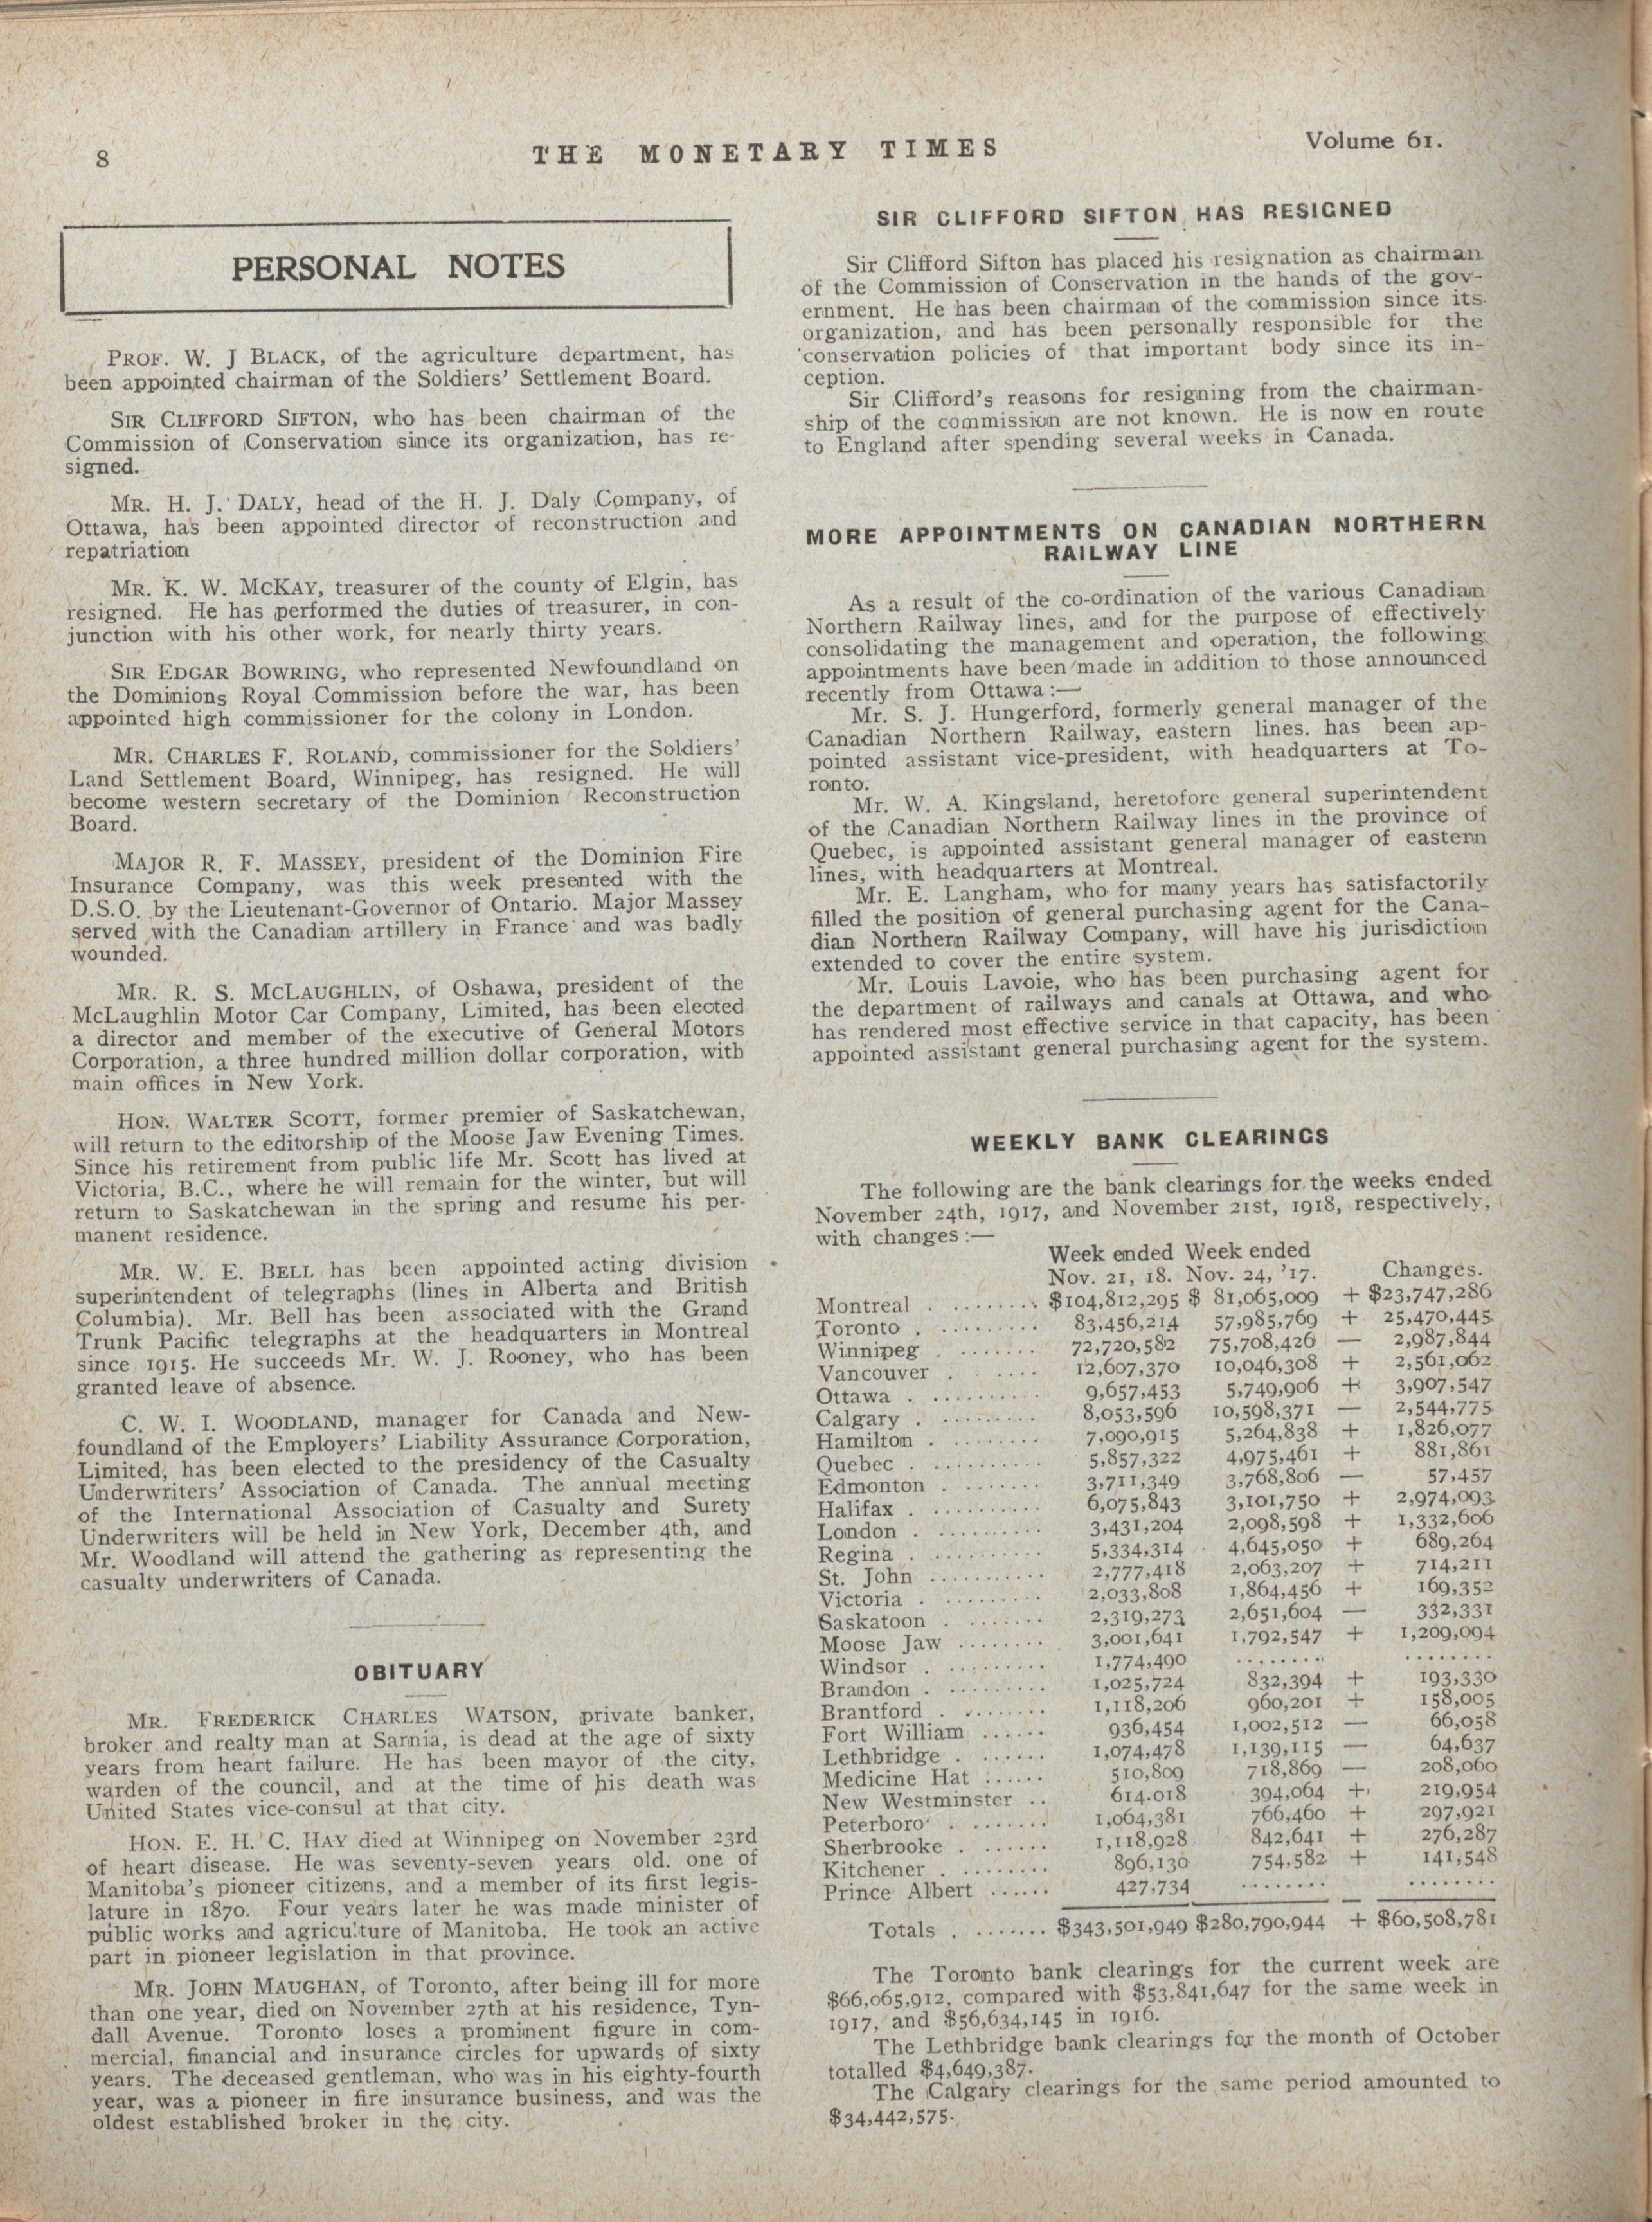 8
THE MONETARY TIMES
Volume 61.
PERSONAL NOTES
PROF. W. J BLACK, of the agriculture department, has
been appointed chairman of the Soldiers' Settlement Board.
SIR CLIFFORD SIFTON, who has been chairman of the
Commission of Conservation since its organization, has re-
signed.
MR. H. J. DALY, head of the H. J. Daly Company, of
Ottawa, has been appointed director of reconstruction and
repatriation
MR. K. W. MCKAY, treasurer of the county of Elgin, has
resigned. He has performed the duties of treasurer, in con-
junction with his other work, for nearly thirty years.
SIR EDGAR BOWRING, who represented Newfoundland on
the Dominions Royal Commission before the war, has been
appointed high commissioner for the colony in London.
MR. CHARLES F. ROLAND, commissioner for the Soldiers'
Land Settlement Board, Winnipeg, has resigned. He will
become western secretary of the Dominion Reconstruction
Board.
MAJOR R. F. MASSEY, president of the Dominion Fire
Insurance Company, was this week presented with the
D.S.O. by the Lieutenant-Governor of Ontario. Major Massey
served with the Canadian artillery in France and was badly
wounded.
MR. R. S. MCLAUGHLIN, of Oshawa, president of the
McLaughlin Motor Car Company, Limited, has been elected
a director and member of the executive of General Motors
Corporation, a three hundred million dollar corporation, with
main offices in New York.
HON. WALTER SCOTT, former premier of Saskatchewan,
will return to the editorship of the Moose Jaw Evening Times.
Since his retirement from public life Mr. Scott has lived at
Victoria, B.C., where he will remain for the winter, but will
return to Saskatchewan in the spring and resume his per-
manent residence.
MR. W. E. BELL has been appointed acting division
superintendent of telegraphs (lines in Alberta and British
Columbia). Mr. Bell has been associated with the Grand
Trunk Pacific telegraphs at the headquarters in Montreal
since 1915. He succeeds Mr. W. J. Rooney, who has been
granted leave of absence.
C. W. I. WOODLAND, manager for Canada and New-
foundland of the Employers' Liability Assurance Corporation,
Limited, has been elected to the presidency of the Casualty
Underwriters' Association of Canada. The annual meeting
of the International Association of Casualty and Surety
Underwriters will be held in New York, December 4th, and
Mr. Woodland will attend the gathering as representing the
casualty underwriters of Canada.
OBITUARY
MR. FREDERICK CHARLES WATSON, private banker,
broker and realty man at Sarnia, is dead at the age of sixty
years from heart failure. He has been mayor of the city,
warden of the council, and at the time of his death was
United States vice-consul at that city.
HON. E. H. C. HAY died at Winnipeg on November 23rd
of heart disease. He was seventy-seven years old. one of
Manitoba's pioneer citizens, and a member of its first legis-
lature in 1870. Four years later he was made minister of
public works and agriculture of Manitoba. He took an active
part in pioneer legislation in that province.
MR. JOHN MAUGHAN, of Toronto, after being ill for more
than one year, died on November 27th at his residence, Tyn-
dall Avenue. Toronto loses a prominent figure in com-
mercial, financial and insurance circles for upwards of sixty
years. The deceased gentleman, who was in his eighty-fourth
year, was a pioneer in fire insurance business, and was the
oldest established broker in the city.
SIR CLIFFORD SIFTON HAS RESIGNED
Sir Clifford Sifton has placed his resignation as chairman
of the Commission of Conservation in the hands of the gov-
ernment. He has been chairman of the commission since its
organization, and has been personally responsible for the
conservation policies of that important body since its in-
ception.
Sir Clifford's reasons for resigning from the chairman-
ship of the commission are not known. He is now en route
to England after spending several weeks in Canada.
MORE APPOINTMENTS ON CANADIAN NORTHERN
RAILWAY LINE
As a result of the co-ordination of the various Canadian
Northern Railway lines, and for the purpose of effectively
consolidating the management and operation, the following
appointments have been made in addition to those announced
recently from Ottawa:—
Mr. S. J. Hungerford, formerly general manager of the
Canadian Northern Railway, eastern lines. has been ap-
pointed assistant vice-president, with headquarters at To-
ronto.
Mr. W. A. Kingsland, heretofore general superintendent
of the Canadian Northern Railway lines in the province of
Quebec, is appointed assistant general manager of eastern
lines, with headquarters at Montreal.
Mr. E. Langham, who for many years has satisfactorily
filled the position of general purchasing agent for the Cana-
dian Northern Railway Company, will have his jurisdiction
extended to cover the entire system.
Mr. Louis Lavoie, who has been purchasing agent for
the department of railways and canals at Ottawa, and who
has rendered most effective service in that capacity, has been
appointed assistant general purchasing agent for the system.
WEEKLY BANK CLEARINGS
The following are the bank clearings for the weeks ended
November 24th, 1917, and November 21st, 1918, respectively,
with changes:—
Week ended Week ended
Nov. 21, 18. Nov. 24, '17. Changes.
Montreal . ........ $104,812,295 $ 81,065,009 + $23,747,286
Toronto . ......... 83,456,214 57,985,769 + 25,470,445
Winnipeg . ....... 72,720,582 75,708,426 — 2,987,844
Vancouver . .... 12,607,370 10,046,308 + 2,561,062
Ottawa . ......... 9,657,453 5,749,906 + 3,907,547
Calgary . ......... 8,053,596 10,598,371 — 2,544,775
Hamilton . ........ 7,090,915 5,264,838 + 1,826,077
Quebec . .......... 5,857,322 4,975,461 + 881,861
Edmonton . ....... 3,711,349 3,768,806 — 57,457
Halifax . .......... 6,075,843 3,101,750 + 2,974,093
London . .......... 3,431,204 2,098,598 + 1,332,606
Regina . .......... 5,334,314 4,645,050 + 689,264
St. John ........... 2,777,418 2,063,207 + 714,211
Victoria . ......... 2,033,808 1,864,456 + 169,352
Saskatoon . ....... 2,319,273 2,651,604 — 332,331
Moose Jaw ........ 3,001,641 1,792,547 + 1,209,094
Windsor . ......... 1,774,490 ........ ........
Brandon . ......... 1,025,724 832,394 + 193,330
Brantford . ........ 1,118,206 960,201 + 158,005
Fort William ...... 936,454 1,002,512 — 66,058
Lethbridge . ...... 1,074,478 1,139,115 — 64,637
Medicine Hat ...... 510,809 718,869 — 208,060
New Westminster .. 614.018 394,064 + 219,954
Peterboro' . ....... 1,064,381 766,460 + 297,921
Sherbrooke . ...... 1,118,928 842,641 + 276,287
Kitchener . ........ 896,130 754,582 + 141,548
Prince Albert ...... 427,734 ........ ........
Totals . ....... $343,501,949 $280,790,944 + $60,508,781
The Toronto bank clearings for the current week are
$66,065,912, compared with $53,841,647 for the same week in
1917, and $56,634,145 in 1916.
The Lethbridge bank clearings for the month of October
totalled $4,649,387.
The Calgary clearings for the same period amounted to
$34,442,575.